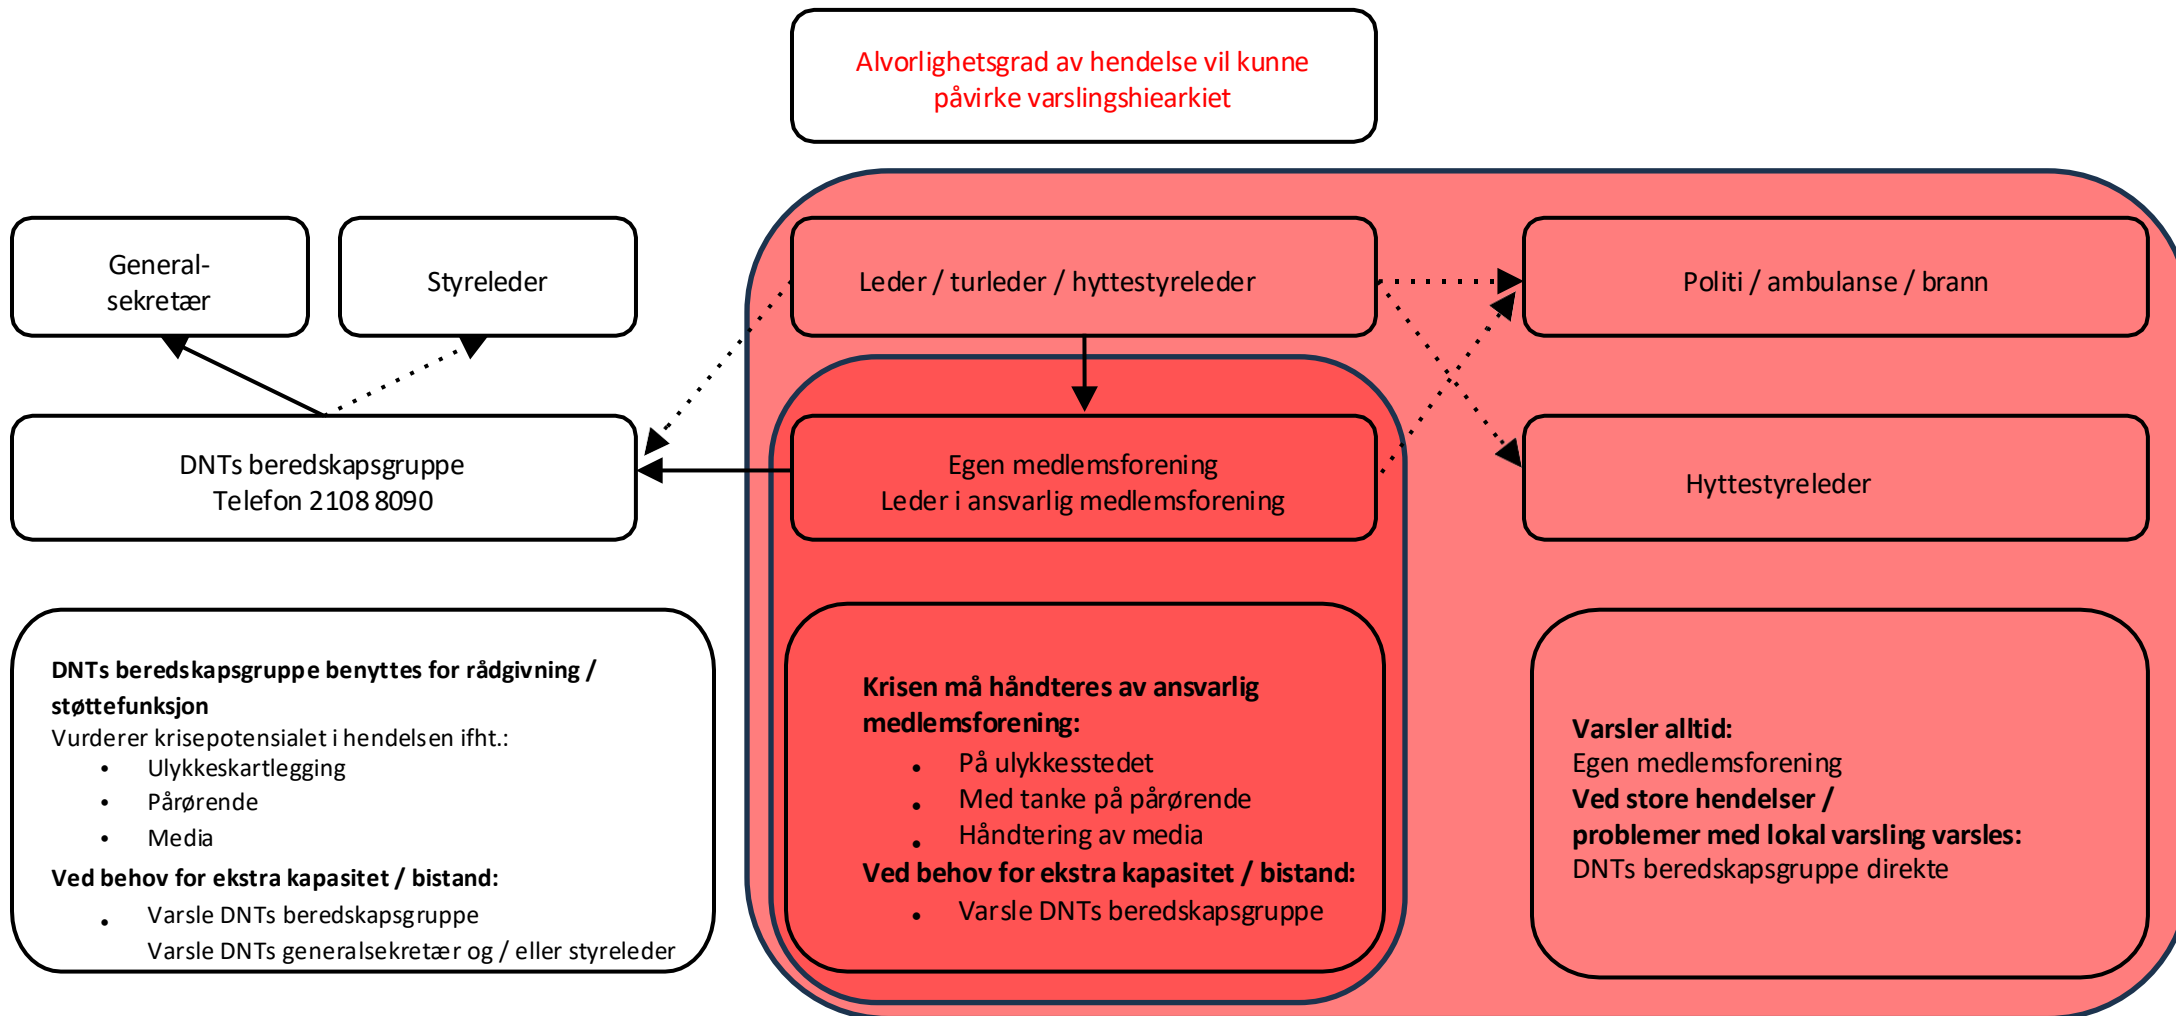 Alvorlighetsgrad av hendelse vil kunne
påvirke varslingshiearkiet
General-
sekretær
Styreleder
Leder / turleder / hyttestyreleder
Politi / ambulanse / brann
DNTs beredskapsgruppe
Telefon 2108 8090
Egen medlemsforening
Leder i ansvarlig medlemsforening
Hyttestyreleder
DNTs beredskapsgruppe benyttes for rådgivning /
støttefunksjon
Vurderer krisepotensialet i hendelsen ifht.:
• Ulykkeskartlegging
• Pårørende
• Media
Ved behov for ekstra kapasitet / bistand:
• Varsle DNTs beredskapsgruppe
Varsle DNTs generalsekretær og / eller styreleder
Krisen må håndteres av ansvarlig
medlemsforening:
• På ulykkesstedet
• Med tanke på pårørende
• Håndtering av media
Ved behov for ekstra kapasitet / bistand:
• Varsle DNTs beredskapsgruppe
Varsler alltid:
Egen medlemsforening
Ved store hendelser /
problemer med lokal varsling varsles:
DNTs beredskapsgruppe direkte